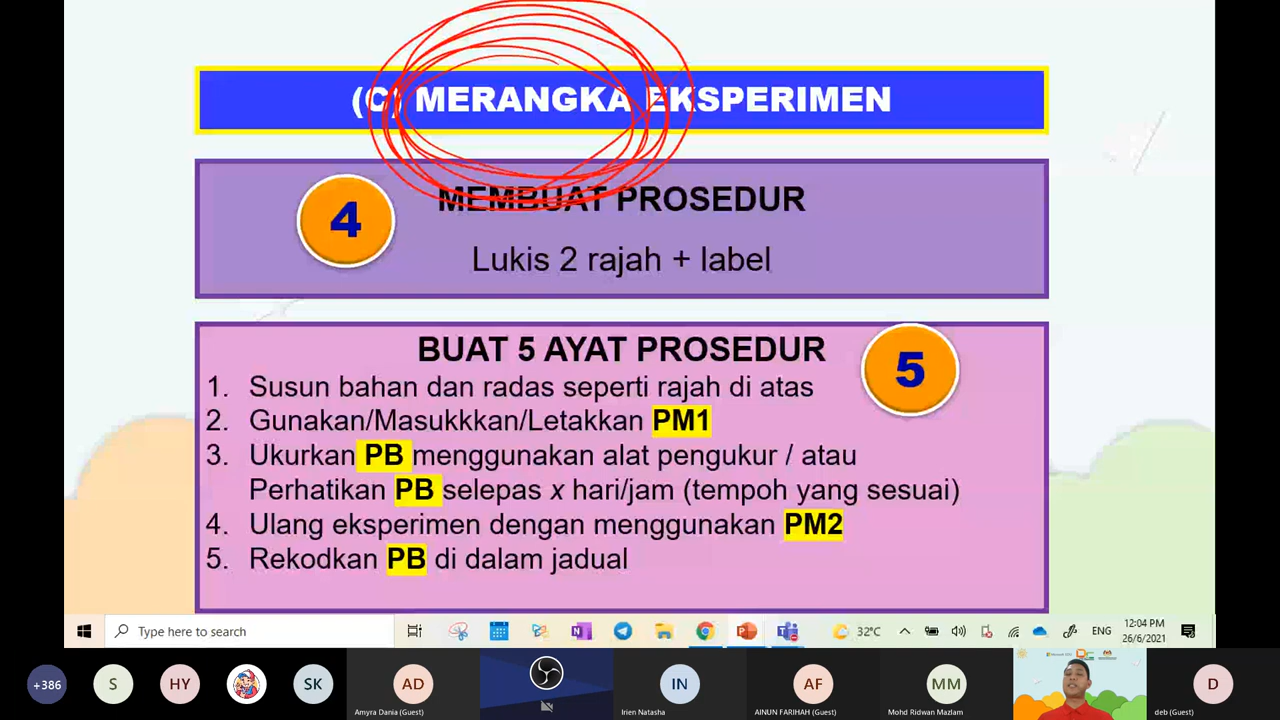 (C) MERANGKA EKSPERIMEN
4
MEMBUAT PROSEDUR
Lukis 2 rajah + label
BUAT 5 AYAT PROSEDUR
5
1. Susun bahan dan radas seperti rajah di atas
2. Gunakan/Masukkkan/Letakkan PM1
3. Ukurkan PB menggunakan alat pengukur / atau
Perhatikan PB selepas x hari/jam (tempoh yang sesuai)
4. Ulang eksperimen dengan menggunakan PM2
5. Rekodkan PB di dalam jadual
Type here to search
32°C
ENG
12:04 PM
26/6/2021
+386
S
HY
SK
AD
IN
AF
MM
D
Amyra Dania (Guest)
Irien Natasha
AINUN FARIHAH (Guest)
Mohd Ridwan Mazlam
deb (Guest)